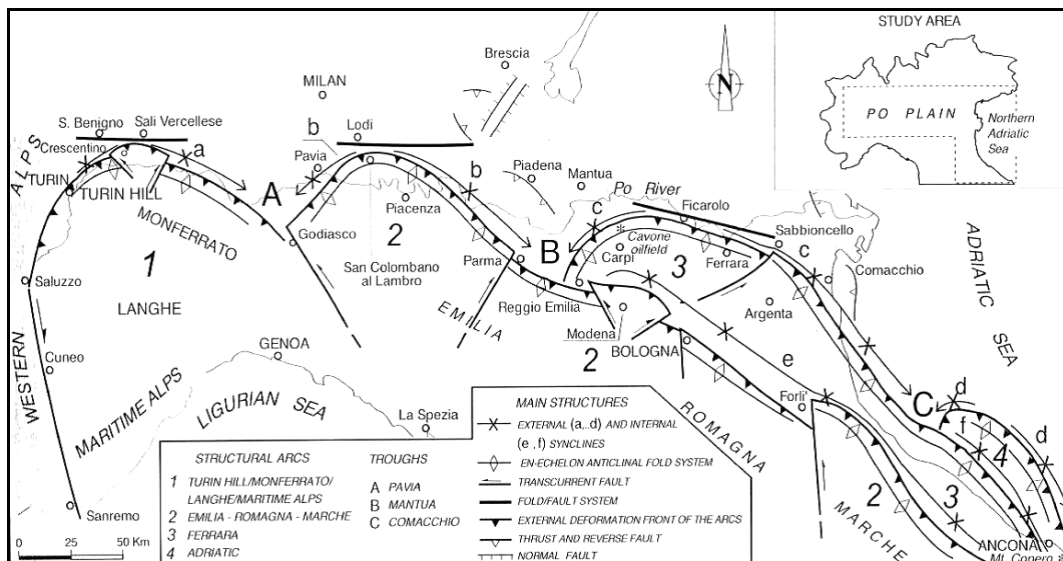 STUDY AREA
PO PLAIN
Northern
Adriatic
Sea
N
Brescia
MILAN
S. Benigno
Sali Vercellese
Crescentino
b
Lodi
a
Pavia
ALPS
TURIN
TURIN HILL
A
b
Piadena
Mantua
Po River
c
Ficarolo
MONFERRATO
Piacenza
Godiasco
2
Cavone
oilfield
Sabbioncello
B
Carpi
3
Ferrara
c
ADRIATIC SEA
1
San Colombano
al Lambro
Parma
Comacchio
Saluzzo
LANGHE
EMILIA
Reggio Emilia
Argenta
Modena
BOLOGNA
2
e
WESTERN
Cuneo
GENOA
MARITIME ALPS
LIGURIAN SEA
La Spezia
Forli'
C
d
f
d
4
ROMAGNA
2
3
MARCHE
ANCONA
Mt. Conero
Sanremo
0 25 50 Km
STRUCTURAL ARCS
1 TURIN HILL/MONFERRATO/
LANGHE/MARITIME ALPS
2 EMILIA - ROMAGNA - MARCHE
3 FERRARA
4 ADRIATIC
TROUGHS
A PAVIA
B MANTUA
C COMACCHIO
MAIN STRUCTURES
EXTERNAL (a,..d) AND INTERNAL
(e, f) SYNCLINES
EN-ECHELON ANTICLINAL FOLD SYSTEM
TRANSCURRENT FAULT
FOLD/FAULT SYSTEM
EXTERNAL DEFORMATION FRONT OF THE ARCS
THRUST AND REVERSE FAULT
NORMAL FAULT